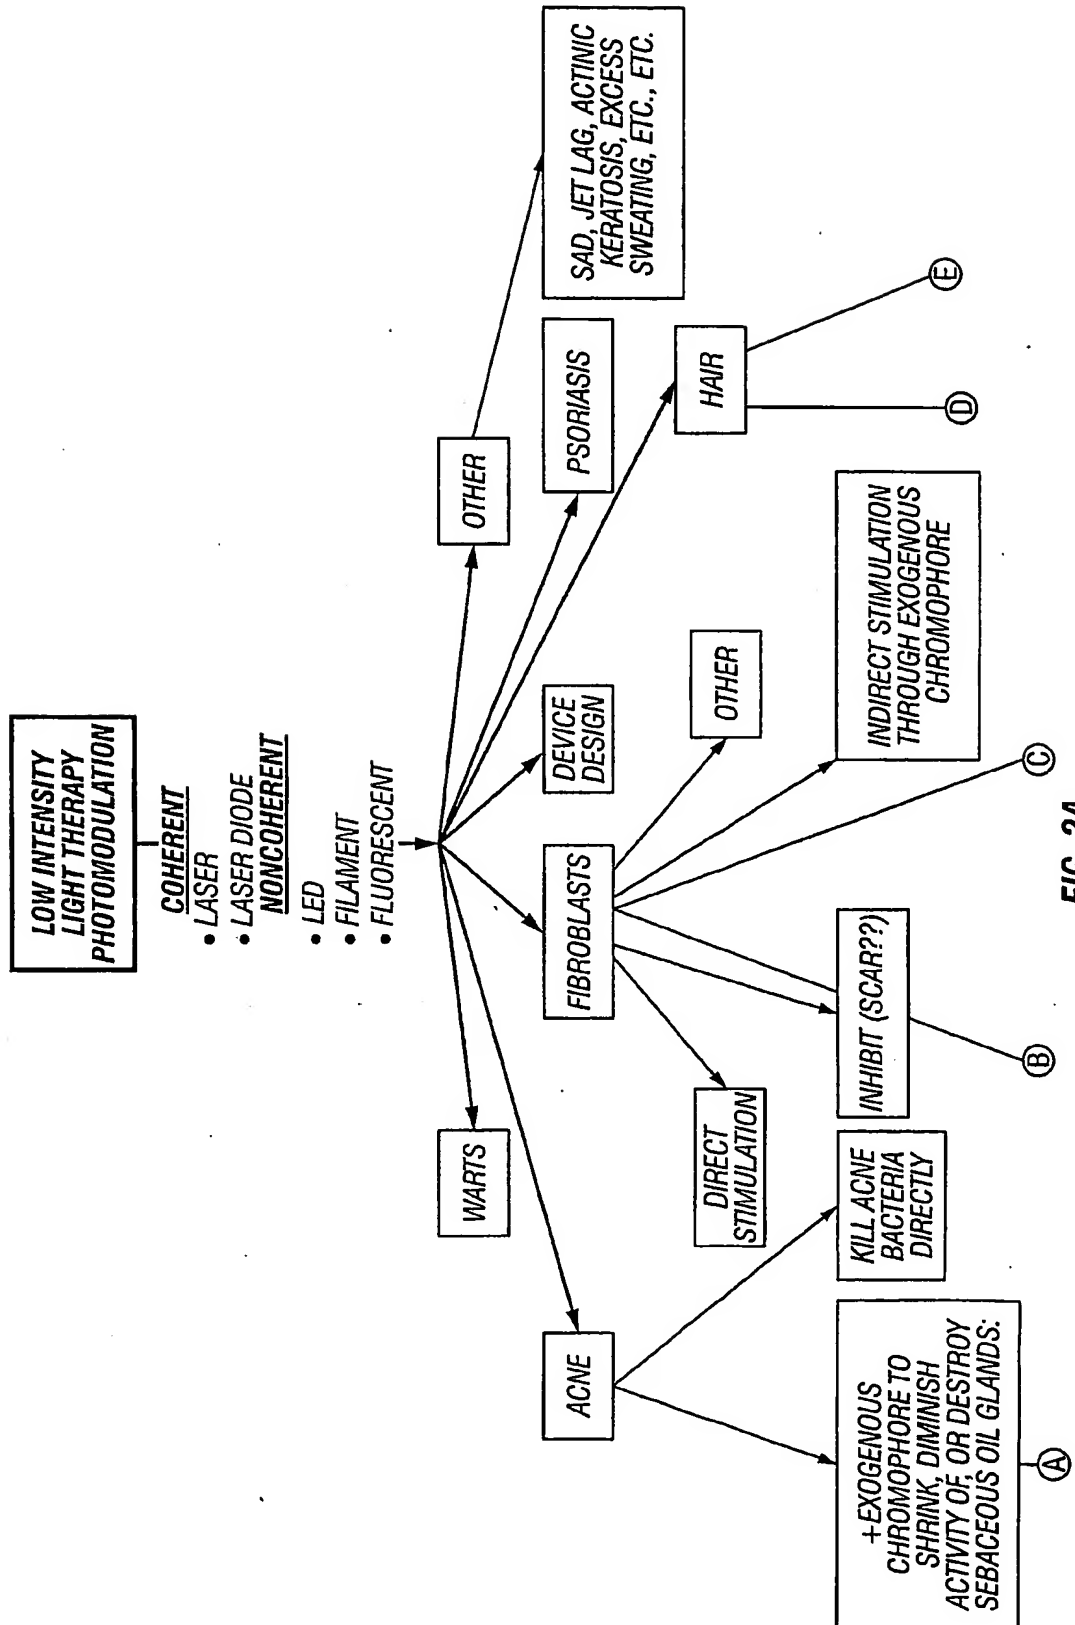 LOW INTENSITY
LIGHT THERAPY
PHOTOMODULATION
COHERENT
• LASER
• LASER DIODE
NONCOHERENT
• LED
• FILAMENT
• FLUORESCENT
WARTS
OTHER
ACNE
FIBROBLASTS
DEVICE
DESIGN
PSORIASIS
SAD, JET LAG, ACTINIC
KERATOSIS, EXCESS
SWEATING, ETC., ETC.
DIRECT
STIMULATION
OTHER
HAIR
+EXOGENOUS
CHROMOPHORE TO
SHRINK, DIMINISH
ACTIVITY OF, OR DESTROY
SEBACEOUS OIL GLANDS:
KILL ACNE
BACTERIA
DIRECTLY
INHIBIT (SCAR??)
INDIRECT STIMULATION
THROUGH EXOGENOUS
CHROMOPHORE
D
E
A
B
C